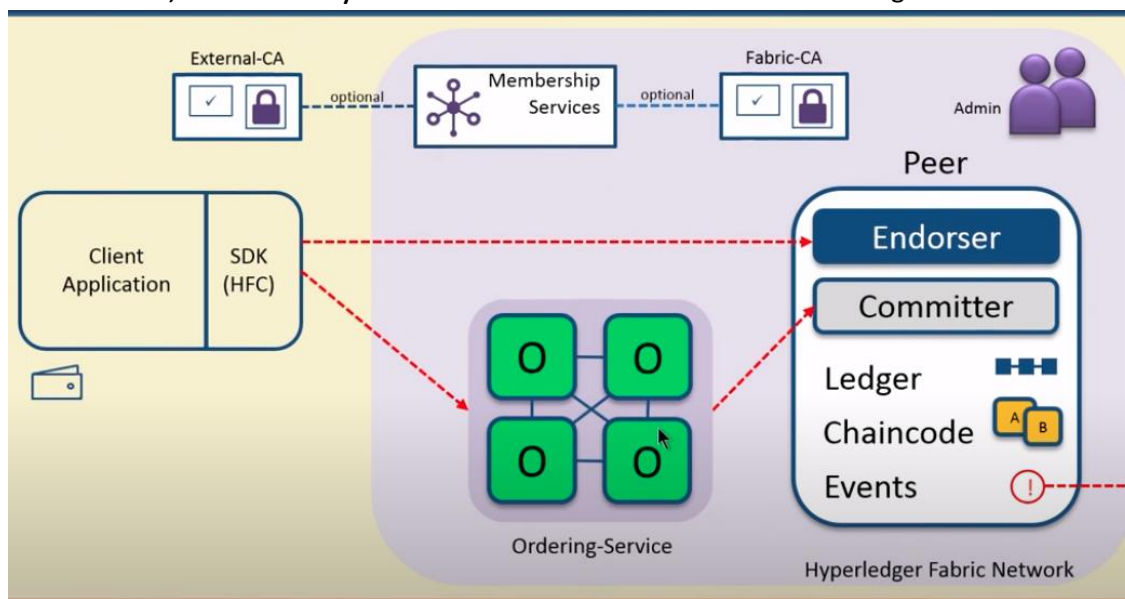 External-CA
optional
Membership
Services
optional
Fabric-CA
Admin
Peer
Client
Application
SDK
(HFC)
Endorser
Committer
Ledger
Chaincode
A
B
Events
!
O
O
O
O
Ordering-Service
Hyperledger Fabric Network